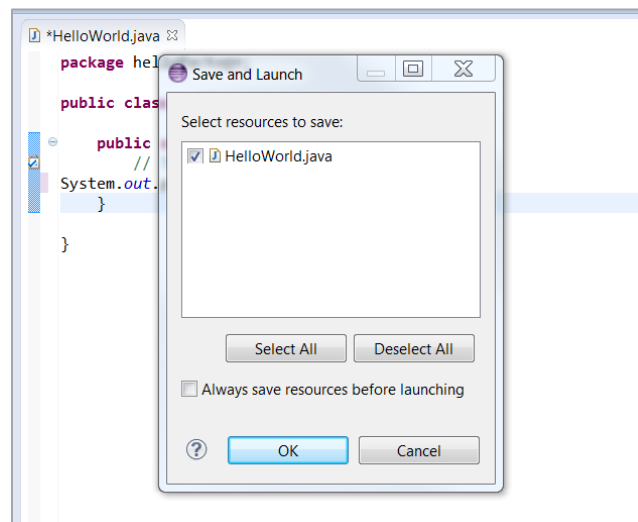 *HelloWorld.java
package hel
Save and Launch
public clas
Select resources to save:
HelloWorld.java
public
//
System.out.
}
}
Select All
Deselect All
Always save resources before launching
?
OK
Cancel